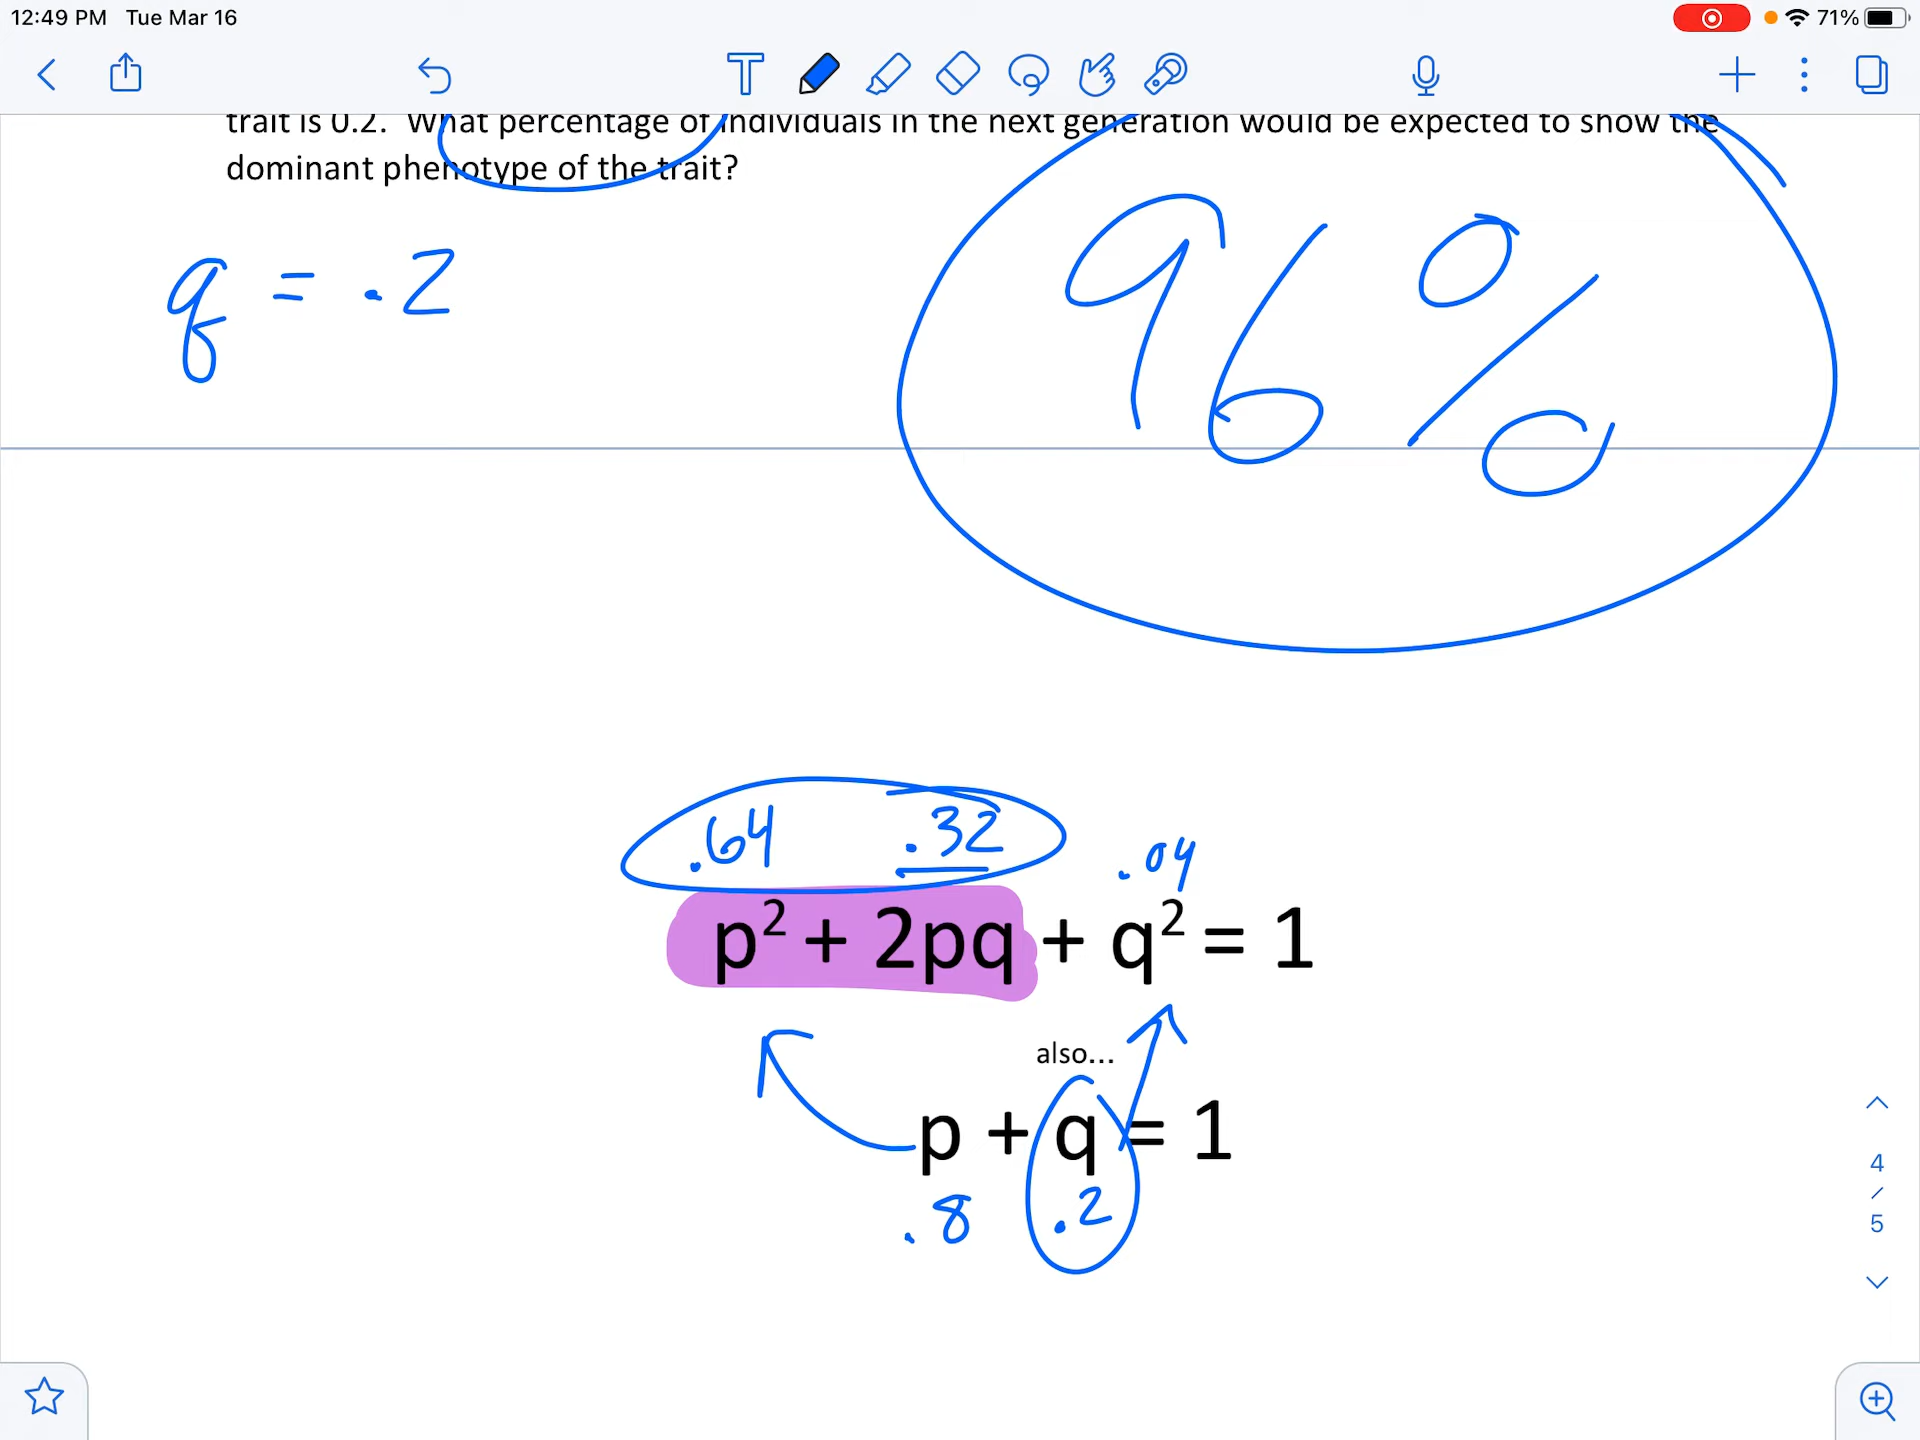 12:49 PM Tue Mar 16
71%
trait is 0.2. What percentage of individuals in the next generation would be expected to show the
dominant phenotype of the trait?
q = .2
96%
.64 .32 .04
p² + 2pq + q² = 1
also...
p + q = 1
.8 .2
4
/
5